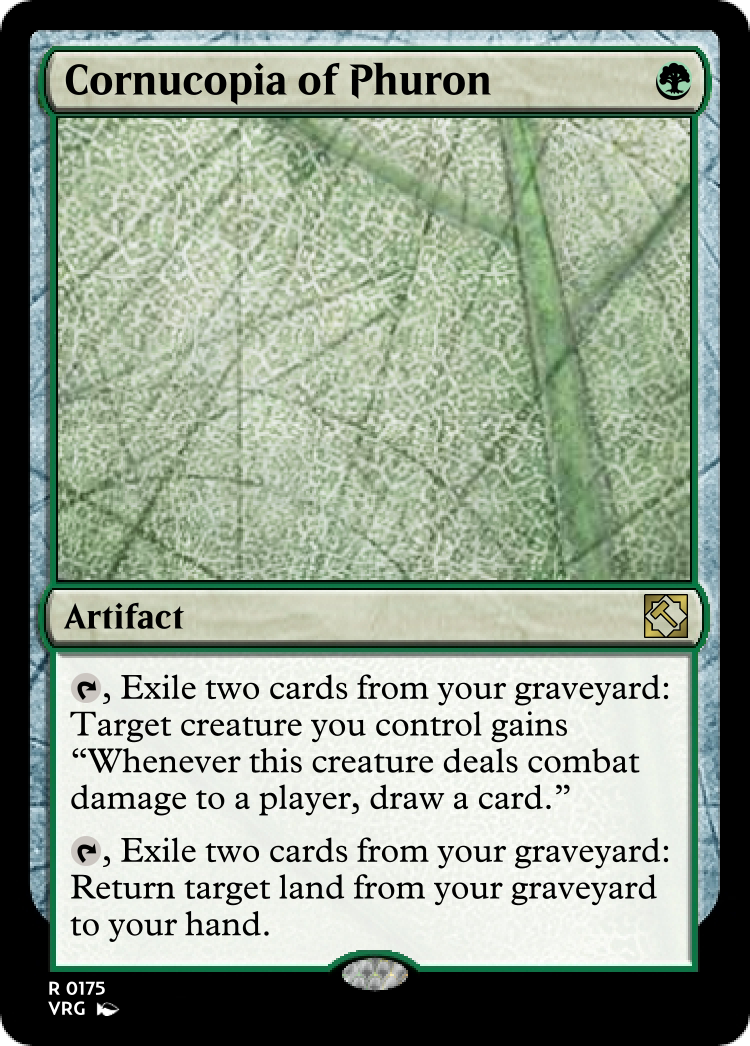 Cornucopia of Phuron
Artifact
, Exile two cards from your graveyard:
Target creature you control gains
“Whenever this creature deals combat
damage to a player, draw a card.”
, Exile two cards from your graveyard:
Return target land from your graveyard
to your hand.
R 0175
VRG